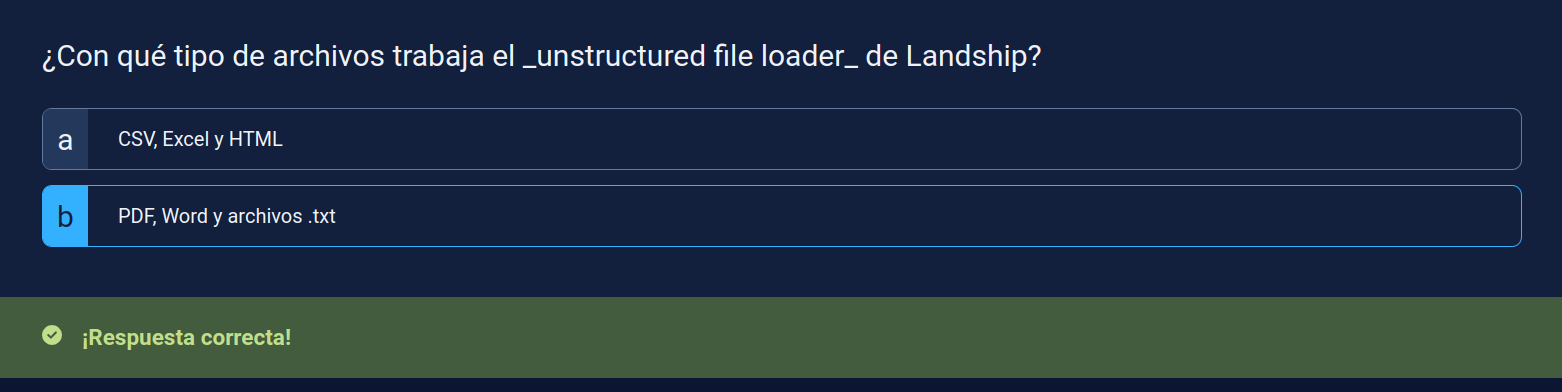 ¿Con qué tipo de archivos trabaja el _unstructured file loader_ de Landship?
a
CSV, Excel y HTML
b
PDF, Word y archivos .txt
¡Respuesta correcta!